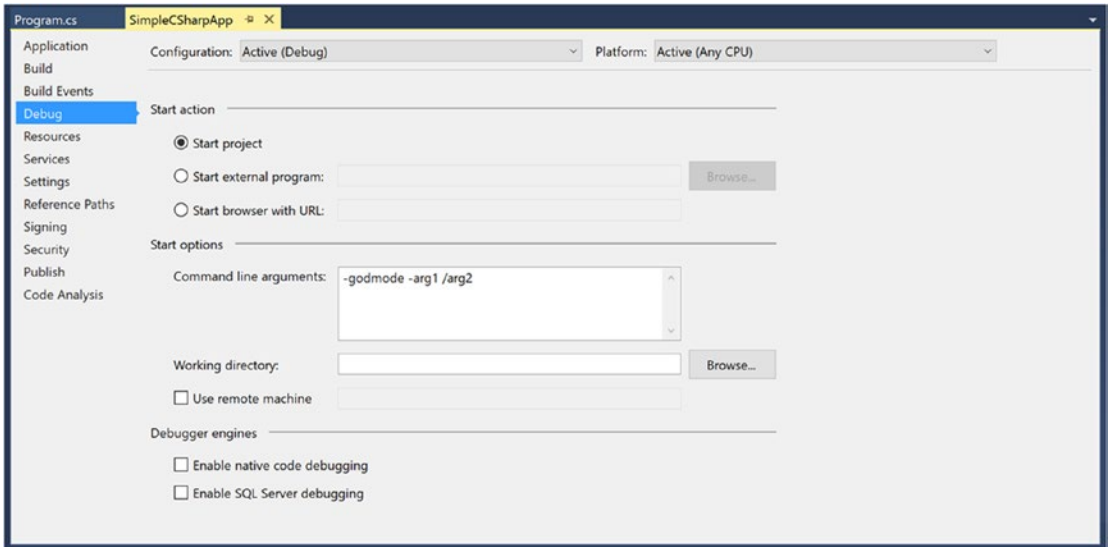 Program.cs
SimpleCSharpApp
Application
Build
Build Events
Debug
Resources
Services
Settings
Reference Paths
Signing
Security
Publish
Code Analysis
Configuration: Active (Debug) Platform: Active (Any CPU)
Start action
Start project
Start external program: Browse...
Start browser with URL:
Start options
Command line arguments: -godmode -arg1 /arg2
Working directory: Browse...
Use remote machine
Debugger engines
Enable native code debugging
Enable SQL Server debugging